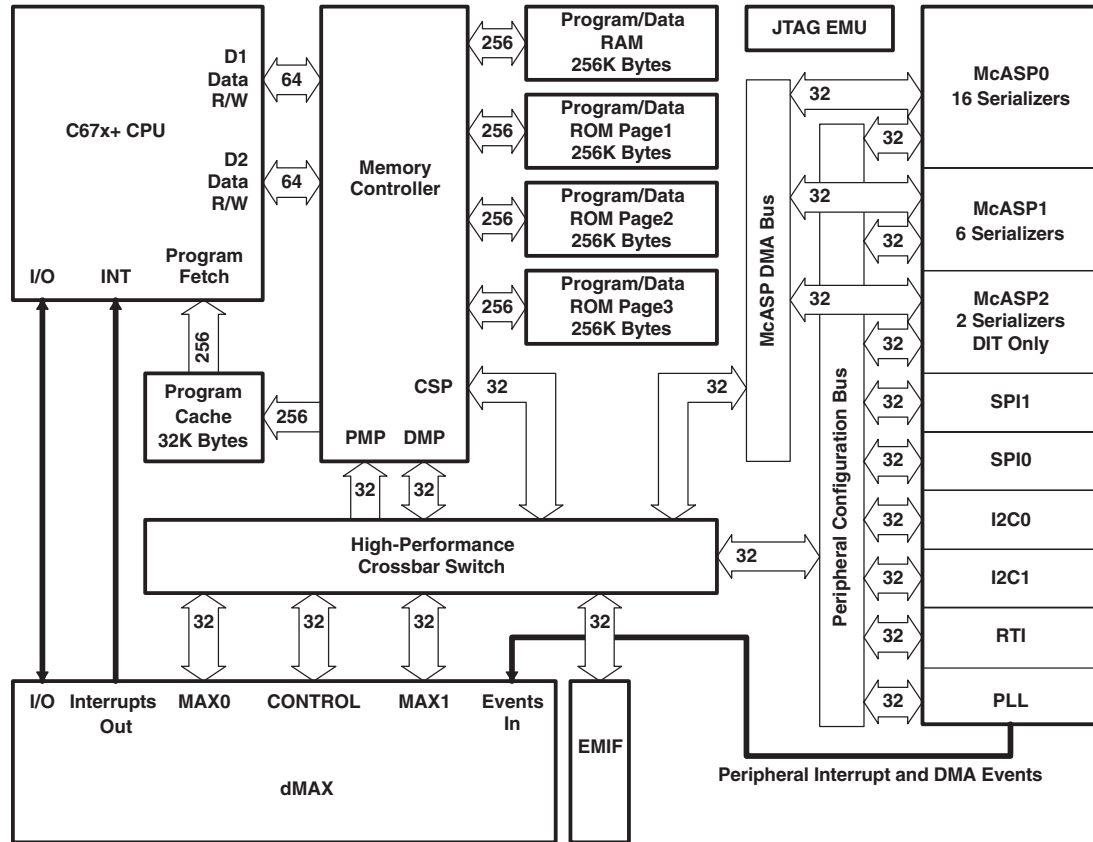 C67x+ CPU
D1
Data
R/W
64
D2
Data
R/W
64
I/O
INT
Program
Fetch
256
Program
Cache
32K Bytes
256
Memory
Controller
CSP
32
PMP
DMP
32
32
256
Program/Data
RAM
256K Bytes
256
Program/Data
ROM Page1
256K Bytes
256
Program/Data
ROM Page2
256K Bytes
256
Program/Data
ROM Page3
256K Bytes
JTAG EMU
McASP DMA Bus
32
Peripheral Configuration Bus
32
32
32
McASP0
16 Serializers
32
32
McASP1
6 Serializers
32
32
McASP2
2 Serializers
DIT Only
32
SPI1
32
SPI0
32
I2C0
32
I2C1
32
RTI
32
PLL
High-Performance
Crossbar Switch
32
32
32
32
32
I/O
Interrupts
Out
MAX0
CONTROL
MAX1
Events
In
dMAX
EMIF
Peripheral Interrupt and DMA Events